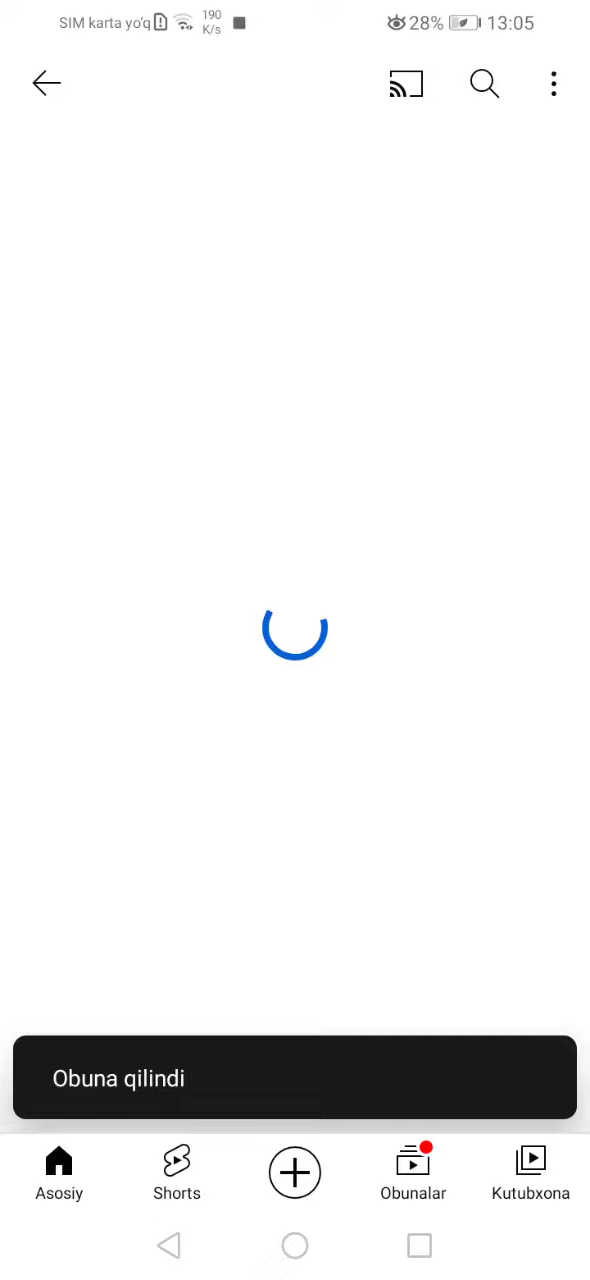 SIM karta yo'q 190 K/s 28% 13:05
Obuna qilindi
Asosiy Shorts Obunalar Kutubxona